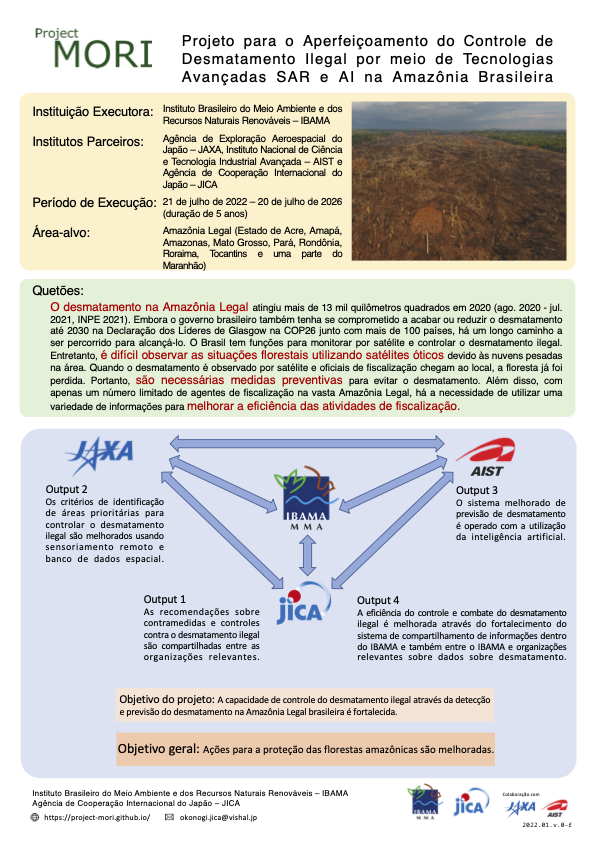 Project
MORI
Projeto para o Aperfeiçoamento do Controle de
Desmatamento Ilegal por meio de Tecnologias
Avançadas SAR e AI na Amazônia Brasileira
Instituição Executora: Instituto Brasileiro do Meio Ambiente e dos
Recursos Naturais Renováveis – IBAMA
Institutos Parceiros: Agência de Exploração Aeroespacial do
Japão – JAXA, Instituto Nacional de Ciência
e Tecnologia Industrial Avançada – AIST e
Agência de Cooperação Internacional do
Japão – JICA
Período de Execução: 21 de julho de 2022 – 20 de julho de 2026
(duração de 5 anos)
Área-alvo: Amazônia Legal (Estado de Acre, Amapá,
Amazonas, Mato Grosso, Pará, Rondônia,
Roraima, Tocantins e uma parte do
Maranhão)
Quetões:
O desmatamento na Amazônia Legal atingiu mais de 13 mil quilômetros quadrados em 2020 (ago. 2020 - jul.
2021, INPE 2021). Embora o governo brasileiro também tenha se comprometido a acabar ou reduzir o desmatamento
até 2030 na Declaração dos Líderes de Glasgow na COP26 junto com mais de 100 países, há um longo caminho a
ser percorrido para alcançá-lo. O Brasil tem funções para monitorar por satélite e controlar o desmatamento ilegal.
Entretanto, é difícil observar as situações florestais utilizando satélites óticos devido às nuvens pesadas
na área. Quando o desmatamento é observado por satélite e oficiais de fiscalização chegam ao local, a floresta já foi
perdida. Portanto, são necessárias medidas preventivas para evitar o desmatamento. Além disso, com
apenas um número limitado de agentes de fiscalização na vasta Amazônia Legal, há a necessidade de utilizar uma
variedade de informações para melhorar a eficiência das atividades de fiscalização.
JAXA
AIST
IBAMA
MMA
Output 2
Os critérios de identificação
de áreas prioritárias para
controlar o desmatamento
ilegal são melhorados usando
sensoriamento remoto e
banco de dados espacial.
Output 3
O sistema melhorado de
previsão de desmatamento
é operado com a utilização
da inteligência artificial.
jICA
Output 1
As recomendações sobre
contramedidas e controles
contra o desmatamento ilegal
são compartilhadas entre as
organizações relevantes.
Output 4
A eficiência do controle e combate do desmatamento
ilegal é melhorada através do fortalecimento do
sistema de compartilhamento de informações dentro
do IBAMA e também entre o IBAMA e organizações
relevantes sobre dados sobre desmatamento.
Objetivo do projeto: A capacidade de controle do desmatamento ilegal através da detecção
e previsão do desmatamento na Amazônia Legal brasileira é fortalecida.
Objetivo geral: Ações para a proteção das florestas amazônicas são melhoradas.
Instituto Brasileiro do Meio Ambiente e dos Recursos Naturais Renováveis – IBAMA
Agência de Cooperação Internacional do Japão – JICA
https://project-mori.github.io/ okonogi.jica@vishal.jp
IBAMA
MMA
jICA
Colaboração com
JAXA
AIST
2022.01.v.0-f